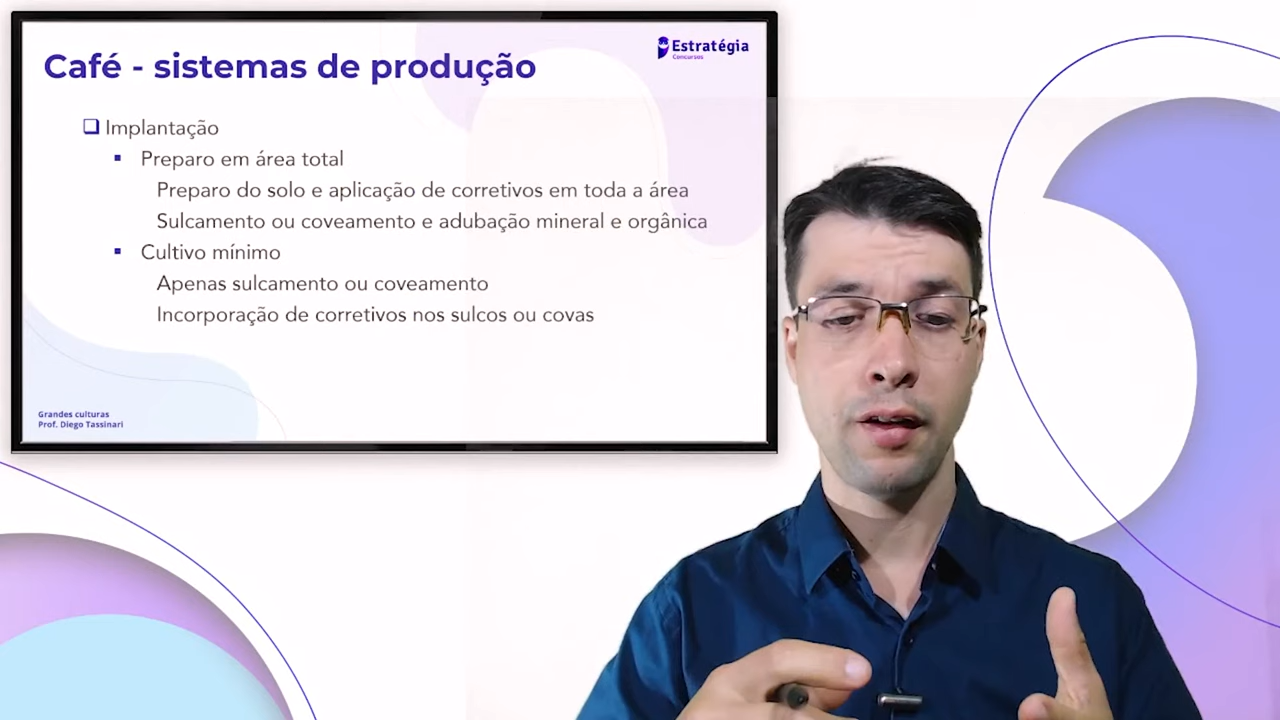 Café - sistemas de produção
Estratégia
Concursos
❑ Implantação
▪ Preparo em área total
Preparo do solo e aplicação de corretivos em toda a área
Sulcamento ou coveamento e adubação mineral e orgânica
▪ Cultivo mínimo
Apenas sulcamento ou coveamento
Incorporação de corretivos nos sulcos ou covas
Grandes culturas
Prof. Diego Tassinari